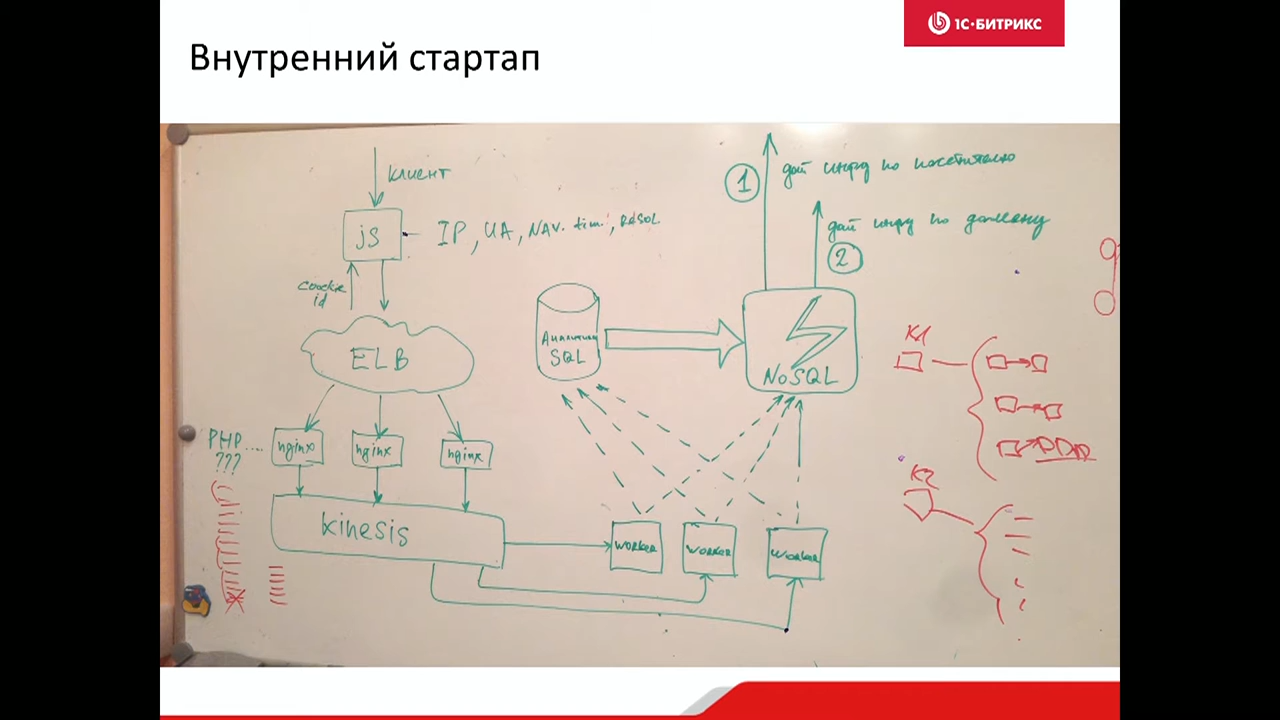 1С·БИТРИКС
Внутренний стартап
клиент
js
IP, UA, NAV. tim., Resol.
cookie
id
ELB
PHP....
???
nginx
nginx
nginx
kinesis
worker
worker
worker
Аналитика
SQL
NoSQL
1
дай инфу по посетителю
дай инфу по домену
2
К1
К2